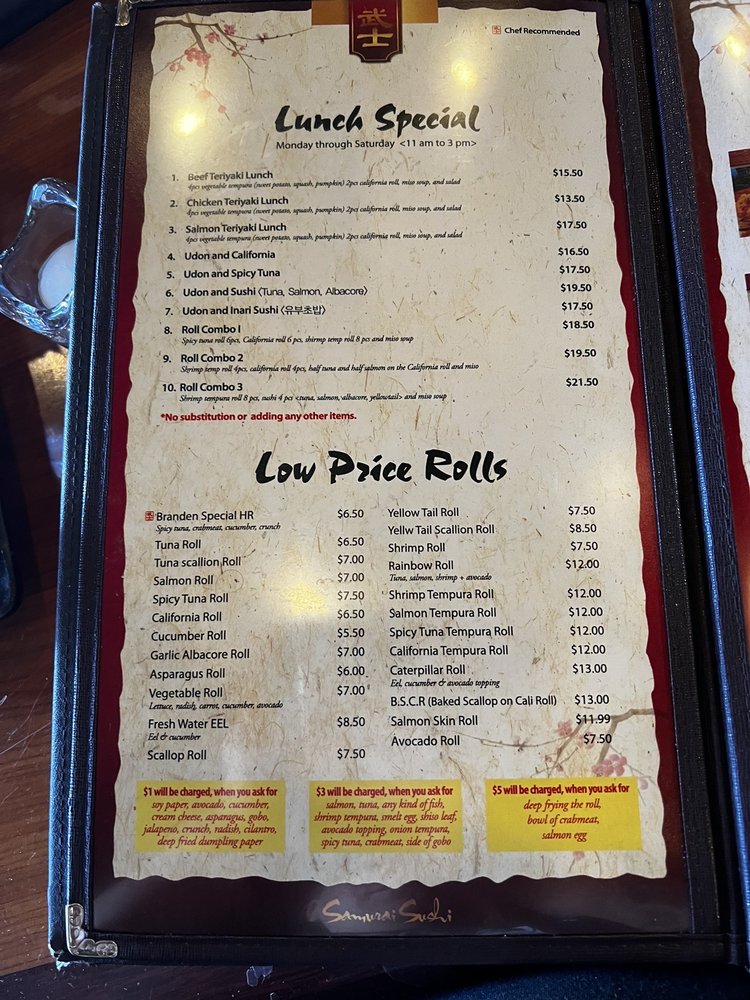 武士
Chef Recommended
Lunch Special
Monday through Saturday <11 am to 3 pm>
1. Beef Teriyaki Lunch $15.50
4pcs vegetable tempura (sweet potato, squash, pumpkin) 2pcs california roll, miso soup, and salad
2. Chicken Teriyaki Lunch $13.50
4pcs vegetable tempura (sweet potato, squash, pumpkin) 2pcs california roll, miso soup, and salad
3. Salmon Teriyaki Lunch $17.50
4pcs vegetable tempura (sweet potato, squash, pumpkin) 2pcs california roll, miso soup, and salad
4. Udon and California $16.50
5. Udon and Spicy Tuna $17.50
6. Udon and Sushi <Tuna, Salmon, Albacore> $19.50
7. Udon and Inari Sushi <유부초밥> $17.50
8. Roll Combo I $18.50
Spicy tuna roll 6pcs, California roll 6 pcs, shirmp temp roll 8 pcs and miso soup
9. Roll Combo 2 $19.50
Shrimp temp roll 4pcs, california roll 4pcs, half tuna and half salmon on the California roll and miso
10. Roll Combo 3 $21.50
Shrimp tempura roll 8 pcs, sushi 4 pcs <tuna, salmon, albacore, yellowtail> and miso soup
*No substitution or adding any other items.
Low Price Rolls
Branden Special HR $6.50
Spicy tuna, crabmeat, cucumber, crunch
Tuna Roll $6.50
Tuna scallion Roll $7.00
Salmon Roll $7.00
Spicy Tuna Roll $7.50
California Roll $6.50
Cucumber Roll $5.50
Garlic Albacore Roll $7.00
Asparagus Roll $6.00
Vegetable Roll $7.00
Lettuce, radish, carrot, cucumber, avocado
Fresh Water EEL $8.50
Eel & cucumber
Scallop Roll $7.50
Yellow Tail Roll $7.50
Yellw Tail Scallion Roll $8.50
Shrimp Roll $7.50
Rainbow Roll $12.00
Tuna, salmon, shrimp + avocado
Shrimp Tempura Roll $12.00
Salmon Tempura Roll $12.00
Spicy Tuna Tempura Roll $12.00
California Tempura Roll $12.00
Caterpillar Roll $13.00
Eel, cucumber & avocado topping
B.S.C.R (Baked Scallop on Cali Roll) $13.00
Salmon Skin Roll $11.99
Avocado Roll $7.50
$1 will be charged, when you ask for
soy paper, avocado, cucumber,
cream cheese, asparagus, gobo,
jalapeno, crunch, radish, cilantro,
deep fried dumpling paper
$3 will be charged, when you ask for
salmon, tuna, any kind of fish,
shrimp tempura, smelt egg, shiso leaf,
avocado topping, onion tempura,
spicy tuna, crabmeat, side of gobo
$5 will be charged, when you ask for
deep frying the roll,
bowl of crabmeat,
salmon egg
Samurai Sushi